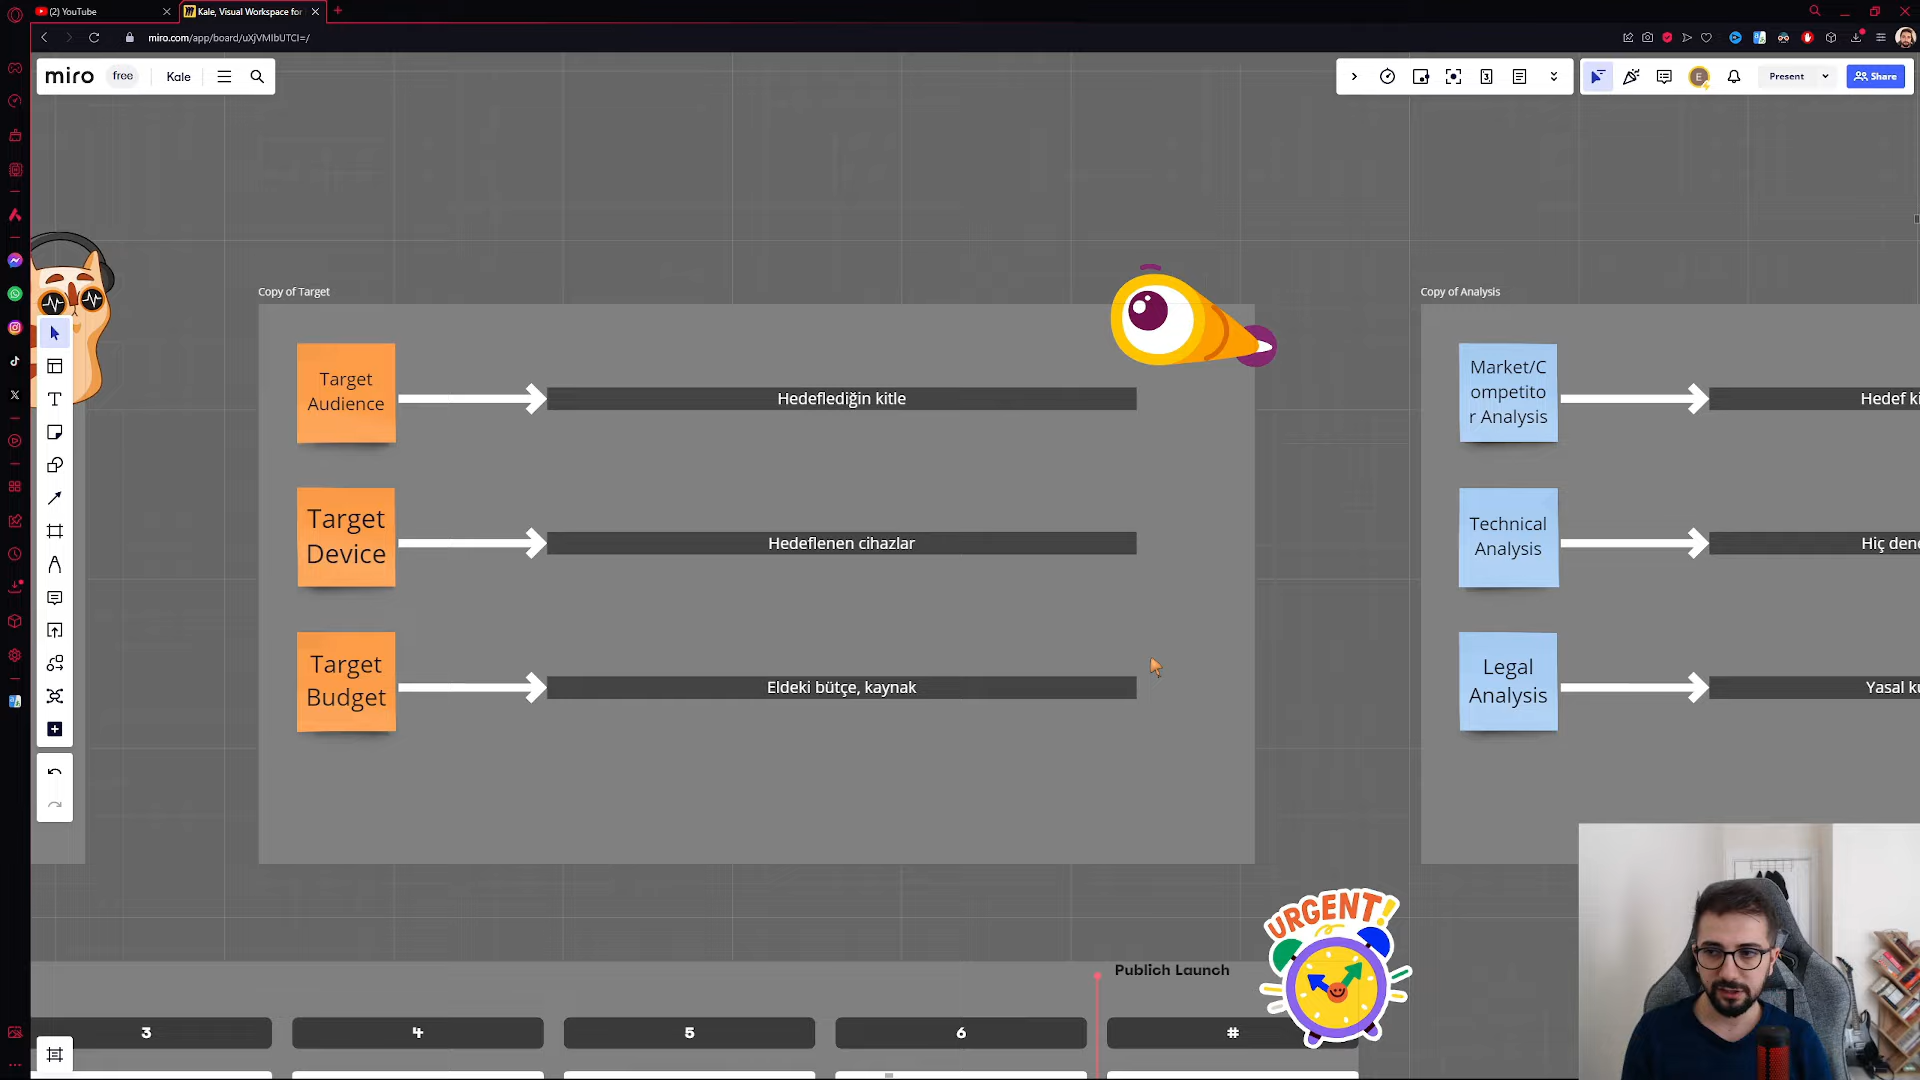 (2) YouTube
Kale, Visual Workspace for
miro.com/app/board/uXjVMIbUTCI=/
miro
free
Kale
Present
Share
Copy of Target
Copy of Analysis
Target
Audience
Hedeflediğin kitle
Market/C
ompetito
r Analysis
Hedef ki
Target
Device
Hedeflenen cihazlar
Technical
Analysis
Hiç dene
Target
Budget
Eldeki bütçe, kaynak
Legal
Analysis
Yasal ku
URGENT!
Publich Launch
3
4
5
6
#